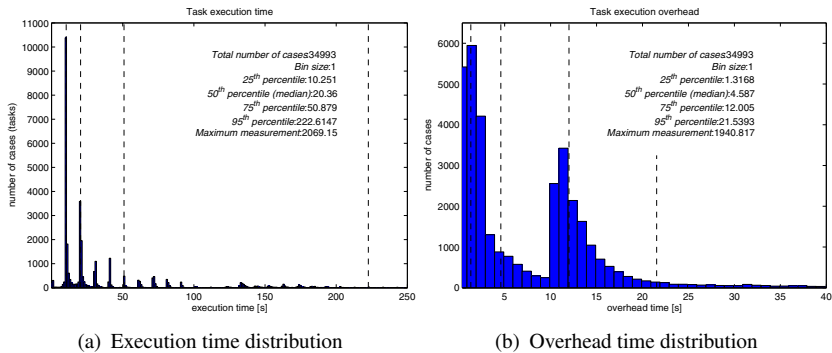 Task execution time
11000
10000
9000
8000
7000
6000
5000
4000
3000
2000
1000
0
number of cases (tasks)
Total number of cases:34993
Bin size:1
25th percentile:10.251
50th percentile (median):20.36
75th percentile:50.879
95th percentile:222.6147
Maximum measurement:2069.15
50
100
150
200
250
execution time [s]
(a) Execution time distribution
Task execution overhead
6000
5000
4000
3000
2000
1000
0
number of cases
Total number of cases:34993
Bin size:1
25th percentile:1.3168
50th percentile (median):4.587
75th percentile:12.005
95th percentile:21.5393
Maximum measurement:1940.817
5
10
15
20
25
30
35
40
overhead time [s]
(b) Overhead time distribution